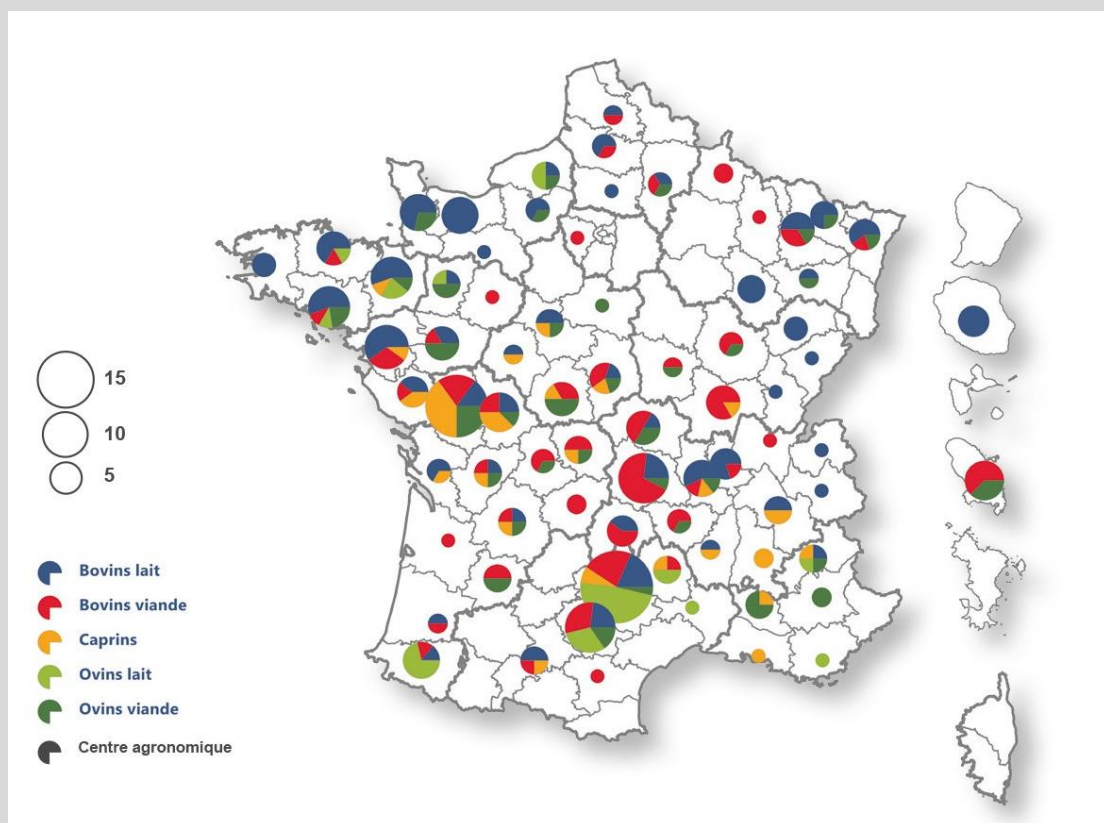 15
10
5
Bovins lait
Bovins viande
Caprins
Ovins lait
Ovins viande
Centre agronomique